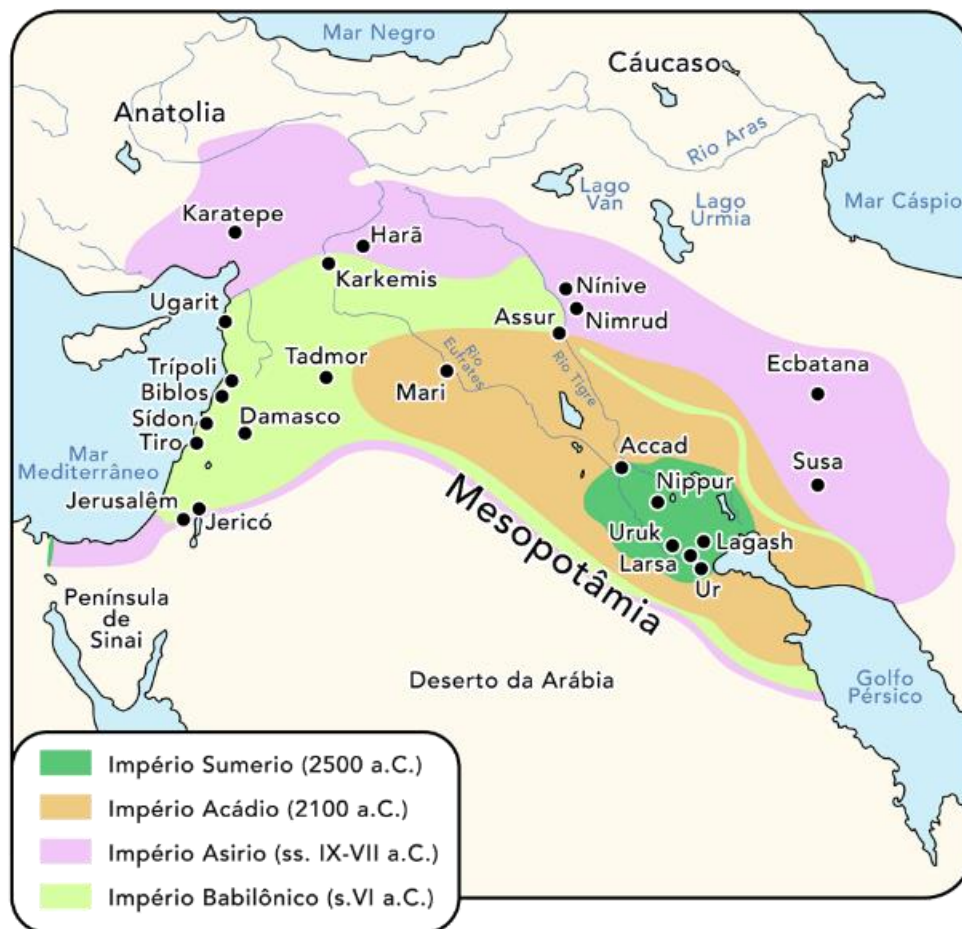 Mar Negro
Cáucaso
Anatolia
Rio Aras
Lago
Van
Lago
Urmia
Mar Cáspio
Karatepe
Harã
Karkemis
Ugarit
Nínive
Nimrud
Assur
Trípoli
Biblos
Sídon
Tiro
Tadmor
Damasco
Mari
Rio
Eufrates
Rio Tigre
Ecbatana
Accad
Susa
Mar
Mediterrâneo
Nippur
Jerusalêm
Jericó
Uruk
Lagash
Larsa
Ur
Mesopotâmia
Península
de
Sinai
Deserto da Arábia
Golfo
Pérsico
Império Sumerio (2500 a.C.)
Império Acádio (2100 a.C.)
Império Asirio (ss. IX-VII a.C.)
Império Babilônico (s.VI a.C.)